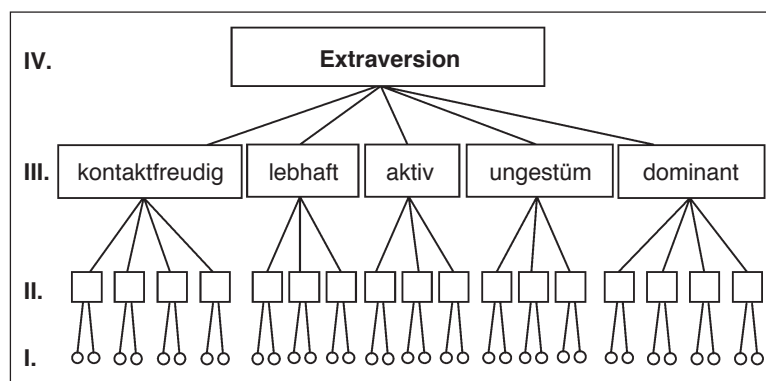 IV. Extraversion
III. kontaktfreudig lebhaft aktiv ungestüm dominant
II.
I.